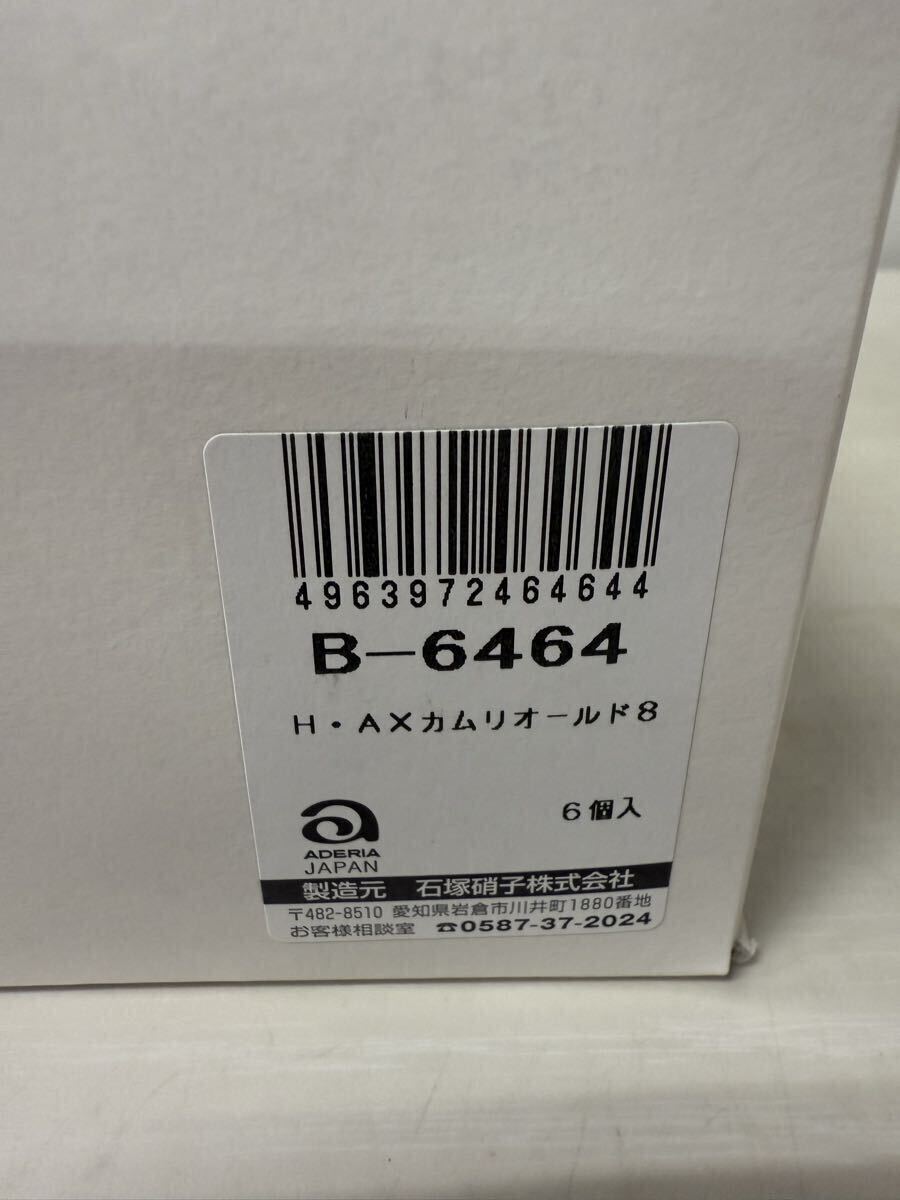 4963972464644
B-6464
H・AXカムリオールド8
6個入
ADERIA
JAPAN
製造元 石塚硝子株式会社
〒482-8510 愛知県岩倉市川井町1880番地
お客様相談室 ☎0587-37-2024